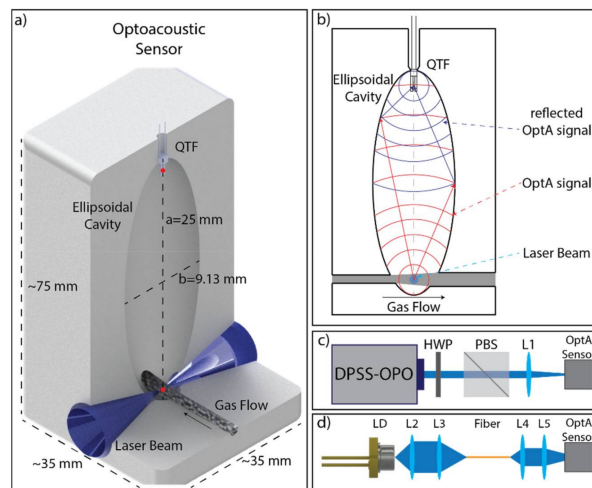 a)
Optoacoustic
Sensor
QTF
Ellipsoidal
Cavity
a=25 mm
b=9.13mm
~75 mm
Gas Flow
Laser Beam
~35 mm
~35 mm
b)
QTF
Ellipsoidal
Cavity
reflected
OptA signal
OptA signal
Laser Beam
Gas Flow
c)
HWP
PBS
L1
OptA
Sensor
DPSS-OPO
d)
LD
L2
L3
Fiber
L4
L5
OptA
Sensor